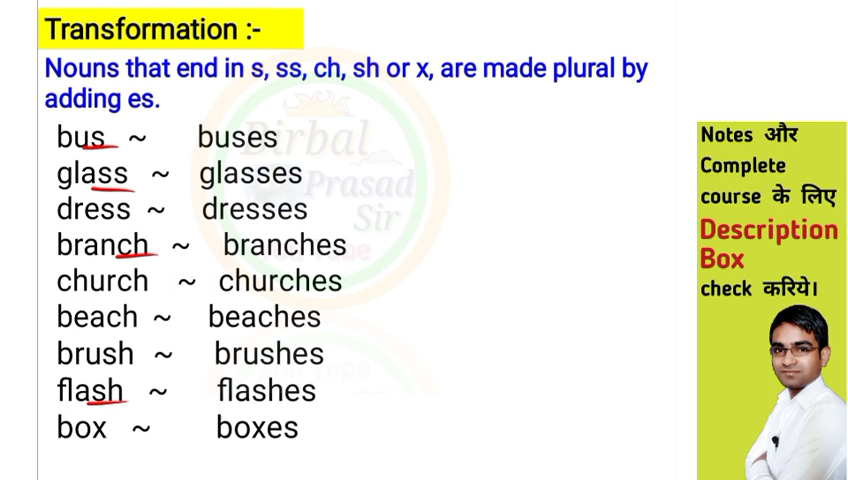 Transformation :-
Nouns that end in s, ss, ch, sh or x, are made plural by
adding es.
bus ~ buses
glass ~ glasses
dress ~ dresses
branch ~ branches
church ~ churches
beach ~ beaches
brush ~ brushes
flash ~ flashes
box ~ boxes
Birbal
Prasad
Sir
Notes और
Complete
course के लिए
Description
Box
check करिये।